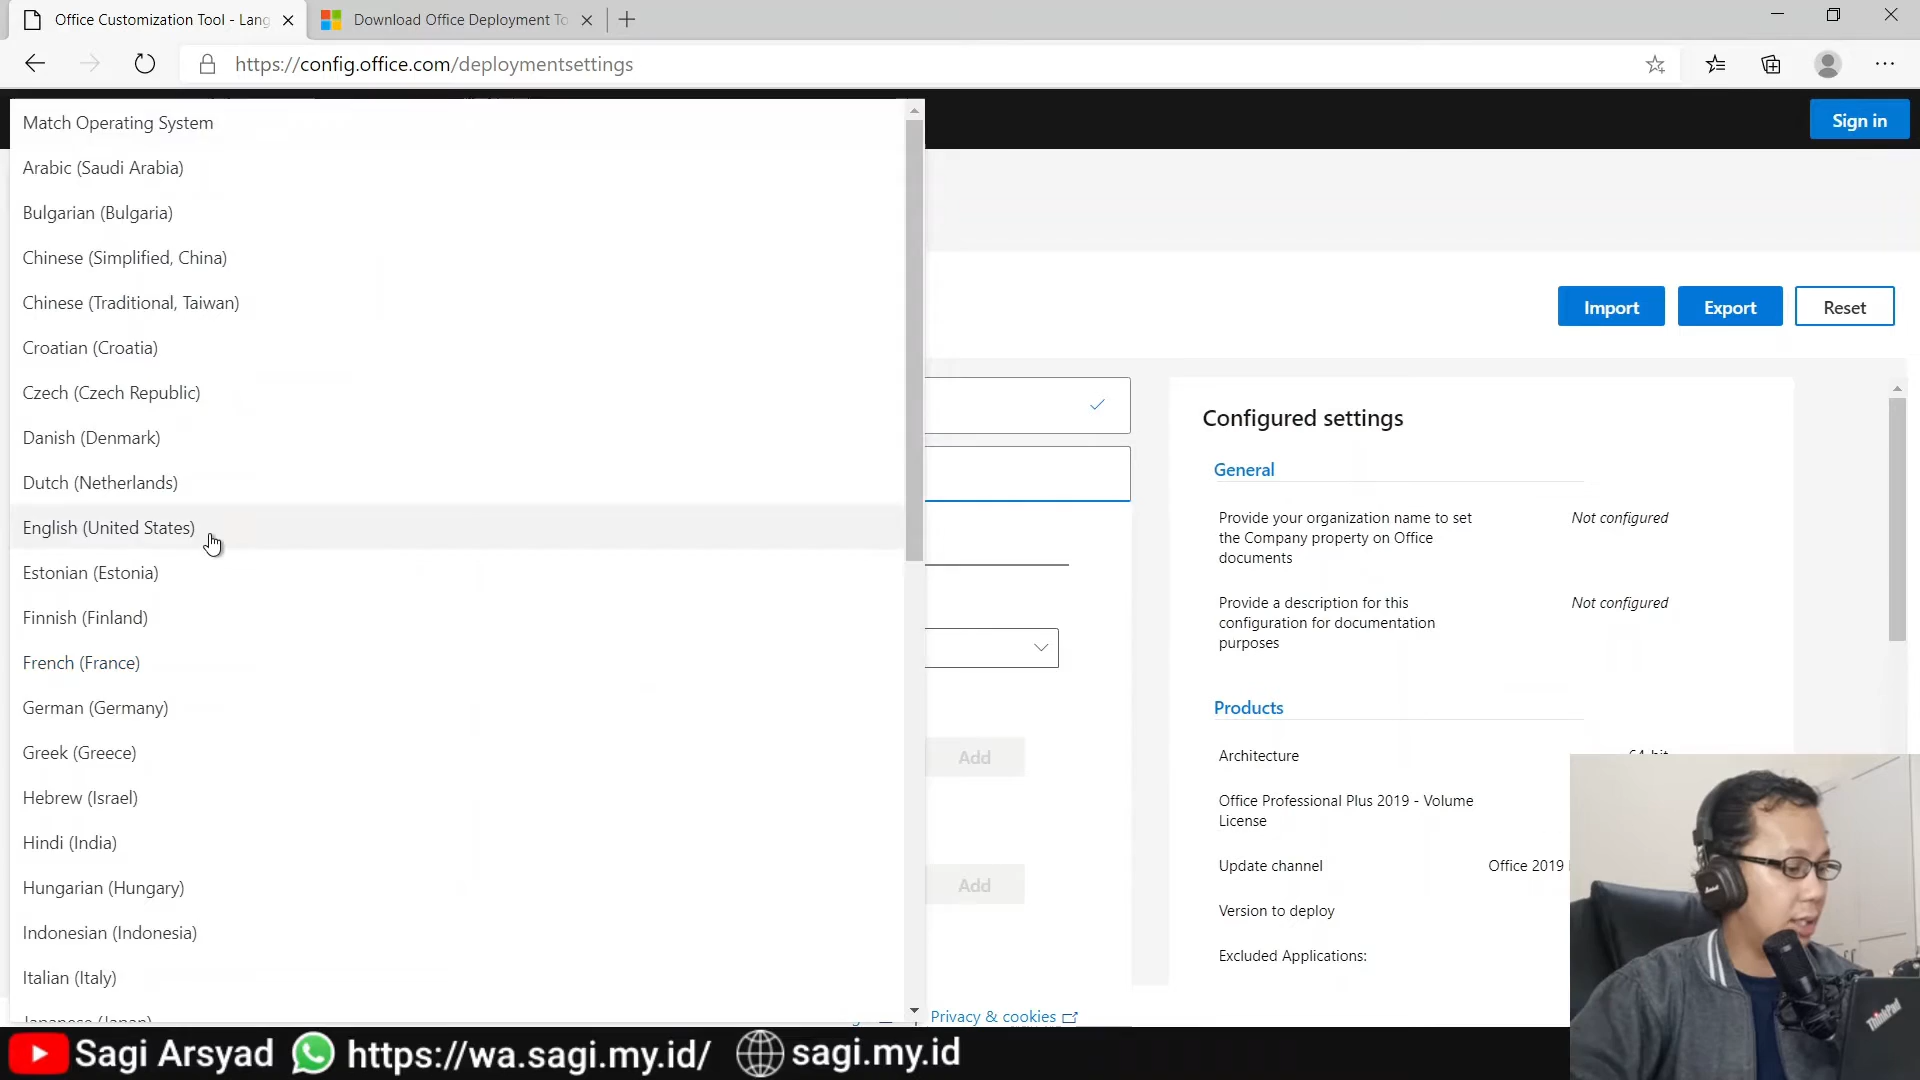 Office Customization Tool - Lang
Download Office Deployment To
https://config.office.com/deploymentsettings
Sign in
Match Operating System
Arabic (Saudi Arabia)
Bulgarian (Bulgaria)
Chinese (Simplified, China)
Chinese (Traditional, Taiwan)
Croatian (Croatia)
Czech (Czech Republic)
Danish (Denmark)
Dutch (Netherlands)
English (United States)
Estonian (Estonia)
Finnish (Finland)
French (France)
German (Germany)
Greek (Greece)
Hebrew (Israel)
Hindi (India)
Hungarian (Hungary)
Indonesian (Indonesia)
Italian (Italy)
Japanese (Japan)
Import
Export
Reset
Add
Add
Configured settings
General
Provide your organization name to set
the Company property on Office
documents
Not configured
Provide a description for this
configuration for documentation
purposes
Not configured
Products
Architecture
64-bit
Office Professional Plus 2019 - Volume
License
Update channel
Office 2019
Version to deploy
Excluded Applications:
Privacy & cookies
Sagi Arsyad
https://wa.sagi.my.id/
sagi.my.id
ThinkPad